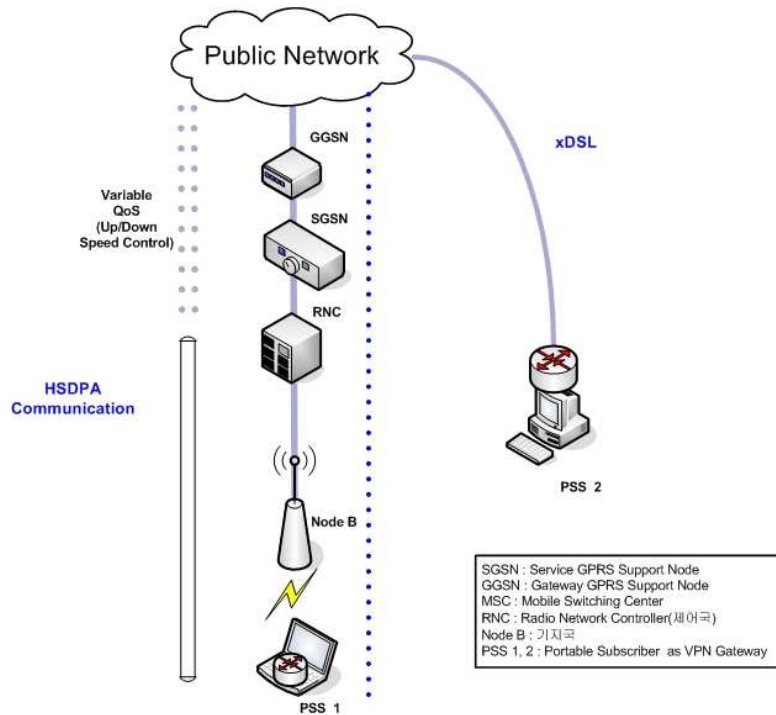 Public Network
GGSN
xDSL
Variable
QoS
(Up/Down
Speed Control)
SGSN
RNC
HSDPA
Communication
PSS 2
Node B
SGSN : Service GPRS Support Node
GGSN : Gateway GPRS Support Node
MSC : Mobile Switching Center
RNC : Radio Network Controller(제어국)
Node B : 기지국
PSS 1, 2 : Portable Subscriber as VPN Gateway
PSS 1